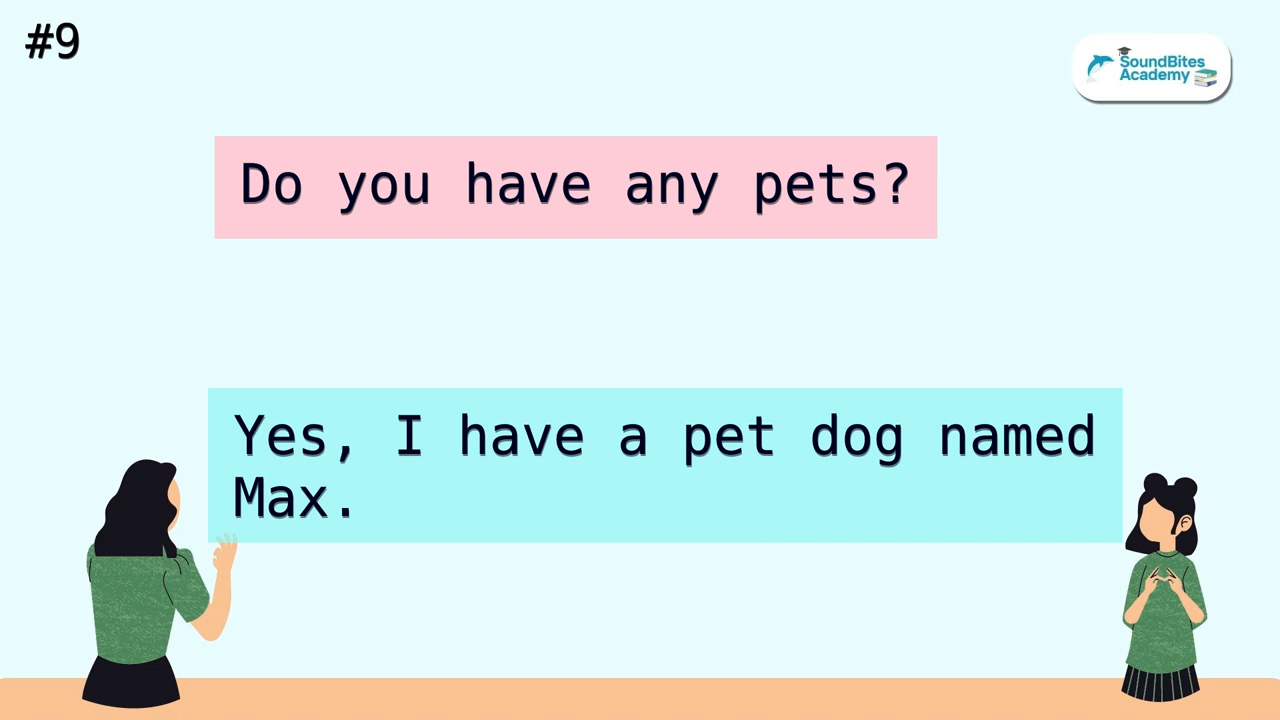 #9
SoundBites
Academy
Do you have any pets?
Yes, I have a pet dog named
Max.